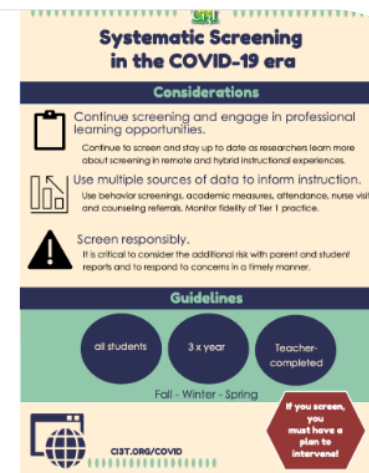 CI3T
Systematic Screening
in the COVID-19 era
Considerations
Continue screening and engage in professional
learning opportunities.
Continue to screen and stay up to date as researchers learn more
about screening in remote and hybrid instructional experiences.
Use multiple sources of data to inform instruction.
Use behavior screenings, academic measures, attendance, nurse visit
and counseling referrals. Monitor fidelity of Tier 1 practice.
Screen responsibly.
It is critical to consider the additional risk with parent and student
reports and to respond to concerns in a timely manner.
Guidelines
all students
3 x year
Teacher-
completed
Fall - Winter - Spring
If you screen,
you
must have a
plan to
intervene!
CI3T.ORG/COVID